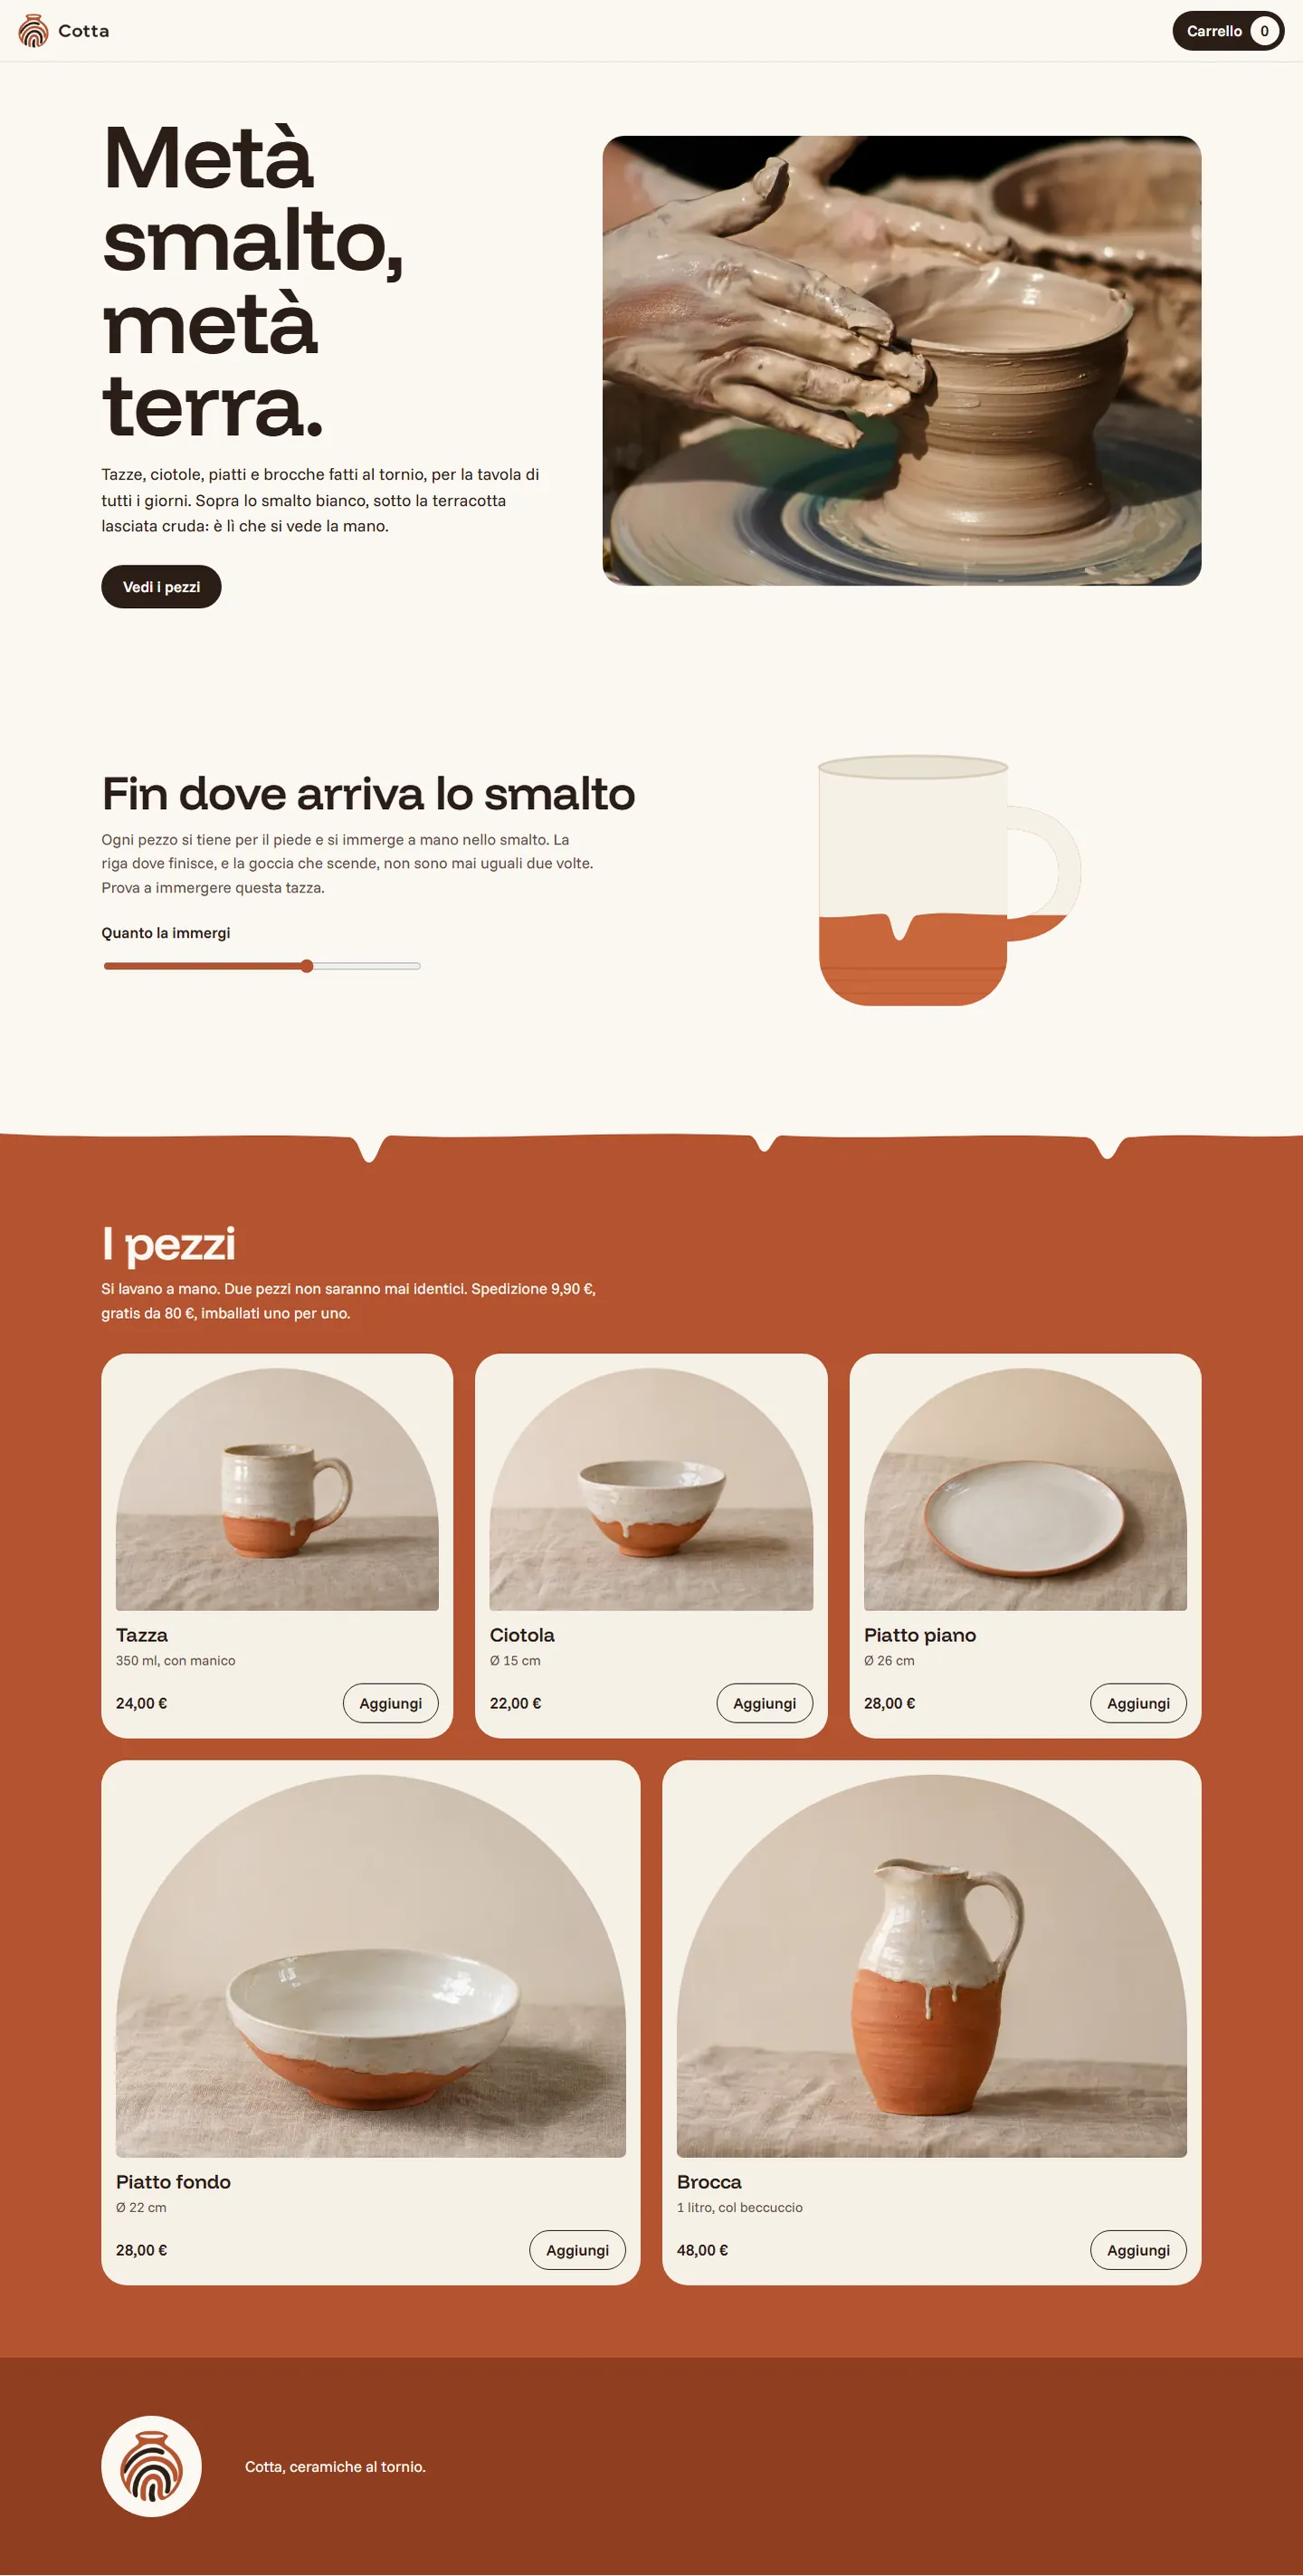 Cotta
Carrello 0
Metà
smalto,
metà
terra.
Tazze, ciotole, piatti e brocche fatti al tornio, per la tavola di
tutti i giorni. Sopra lo smalto bianco, sotto la terracotta
lasciata cruda: è lì che si vede la mano.
Vedi i pezzi
Fin dove arriva lo smalto
Ogni pezzo si tiene per il piede e si immerge a mano nello smalto. La
riga dove finisce, e la goccia che scende, non sono mai uguali due volte.
Prova a immergere questa tazza.
Quanto la immergi
I pezzi
Si lavano a mano. Due pezzi non saranno mai identici. Spedizione 9,90 €,
gratis da 80 €, imballati uno per uno.
Tazza
350 ml, con manico
24,00 €
Aggiungi
Ciotola
Ø 15 cm
22,00 €
Aggiungi
Piatto piano
Ø 26 cm
28,00 €
Aggiungi
Piatto fondo
Ø 22 cm
28,00 €
Aggiungi
Brocca
1 litro, col beccuccio
48,00 €
Aggiungi
Cotta, ceramiche al tornio.